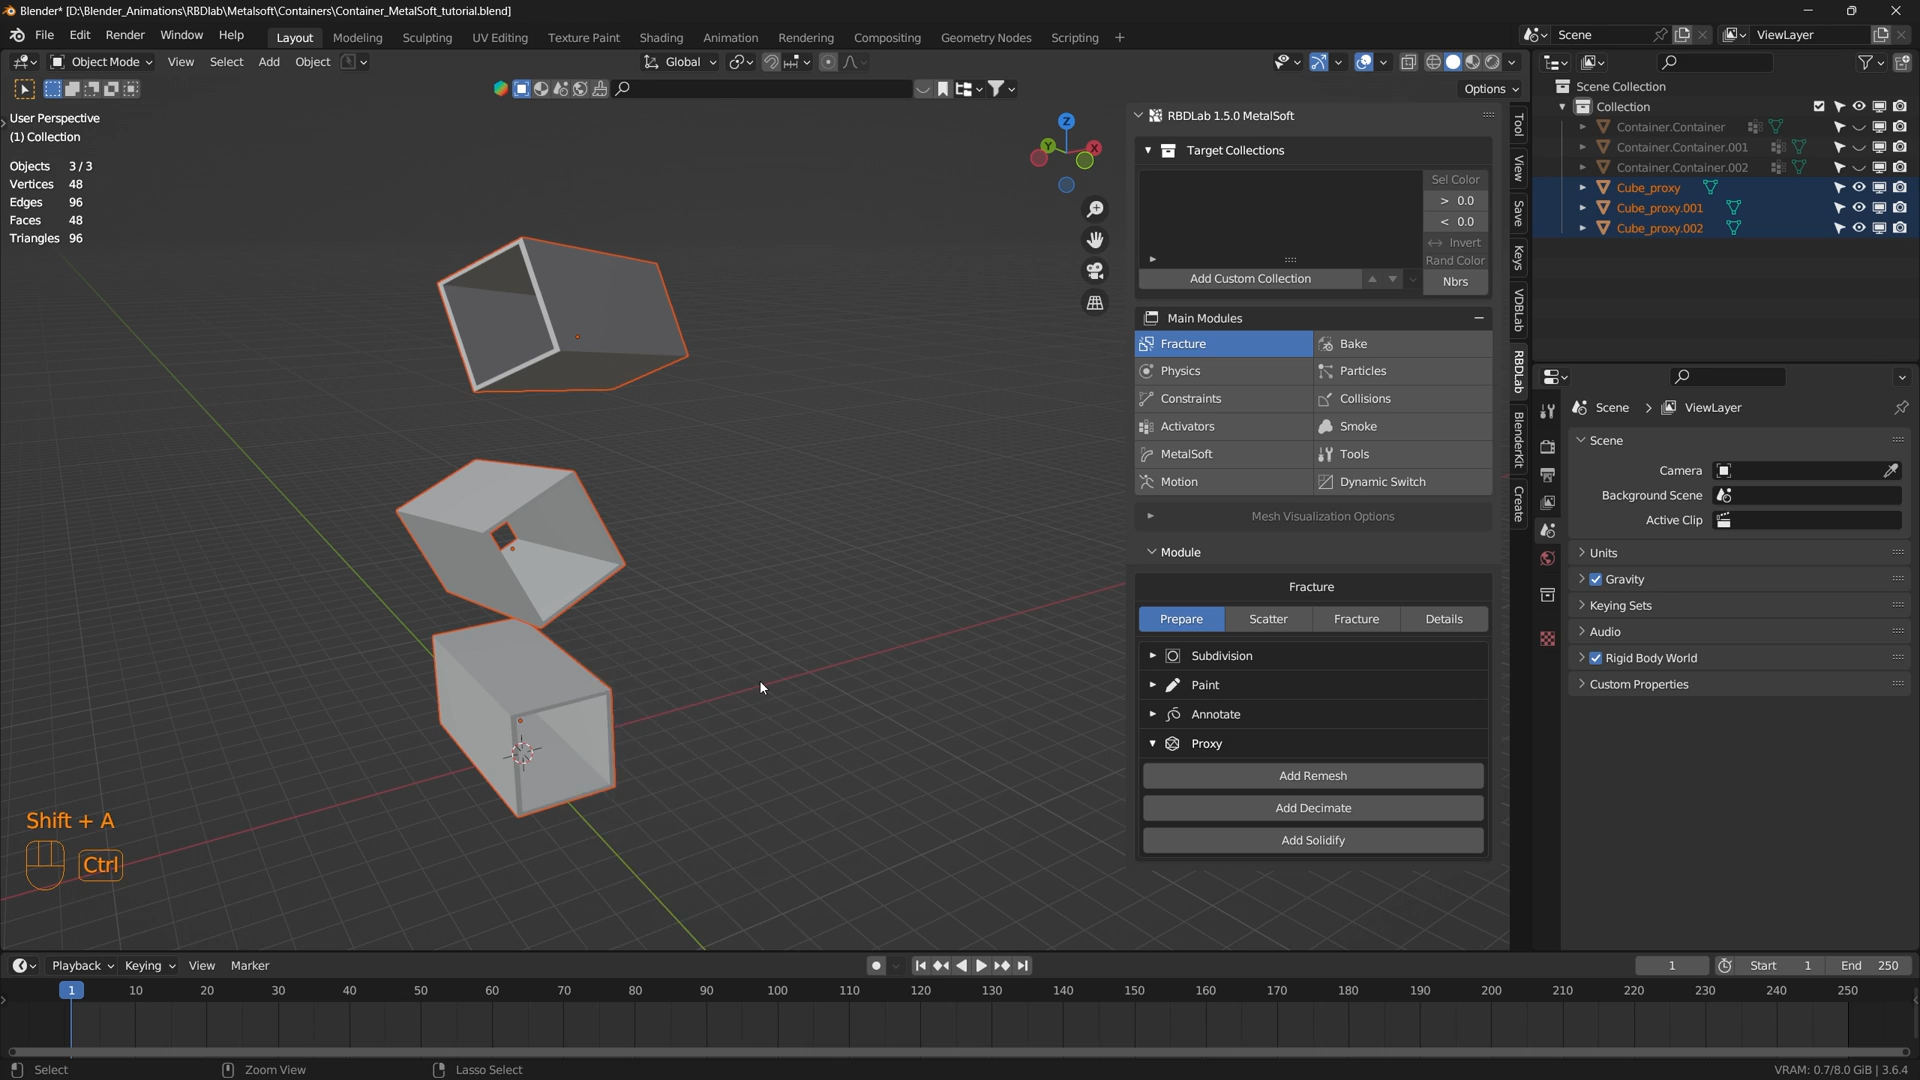 Blender* [D:\Blender_Animations\RBDlab\Metalsoft\Containers\Container_MetalSoft_tutorial.blend]
File Edit Render Window Help Layout Modeling Sculpting UV Editing Texture Paint Shading Animation Rendering Compositing Geometry Nodes Scripting + Scene ViewLayer
Object Mode View Select Add Object Global
Options
User Perspective
(1) Collection
Objects 3/3
Vertices 48
Edges 96
Faces 48
Triangles 96
Z
Y
X
RBDLab 1.5.0 MetalSoft
Target Collections
Sel Color
> 0.0
< 0.0
Invert
Rand Color
Add Custom Collection
Nbrs
Main Modules
Fracture Bake
Physics Particles
Constraints Collisions
Activators Smoke
MetalSoft Tools
Motion Dynamic Switch
Mesh Visualization Options
Module
Fracture
Prepare Scatter Fracture Details
Subdivision
Paint
Annotate
Proxy
Add Remesh
Add Decimate
Add Solidify
Tool
View
Save
Keys
VDBLab
RBDLab
BlenderKit
Create
Scene Collection
Collection
Container.Container
Container.Container.001
Container.Container.002
Cube_proxy
Cube_proxy.001
Cube_proxy.002
Scene > ViewLayer
Scene
Camera
Background Scene
Active Clip
Units
Gravity
Keying Sets
Audio
Rigid Body World
Custom Properties
Shift + A
Ctrl
Playback Keying View Marker 1 Start 1 End 250
1 10 20 30 40 50 60 70 80 90 100 110 120 130 140 150 160 170 180 190 200 210 220 230 240 250
Select Zoom View Lasso Select VRAM: 0.7/8.0 GiB | 3.6.4